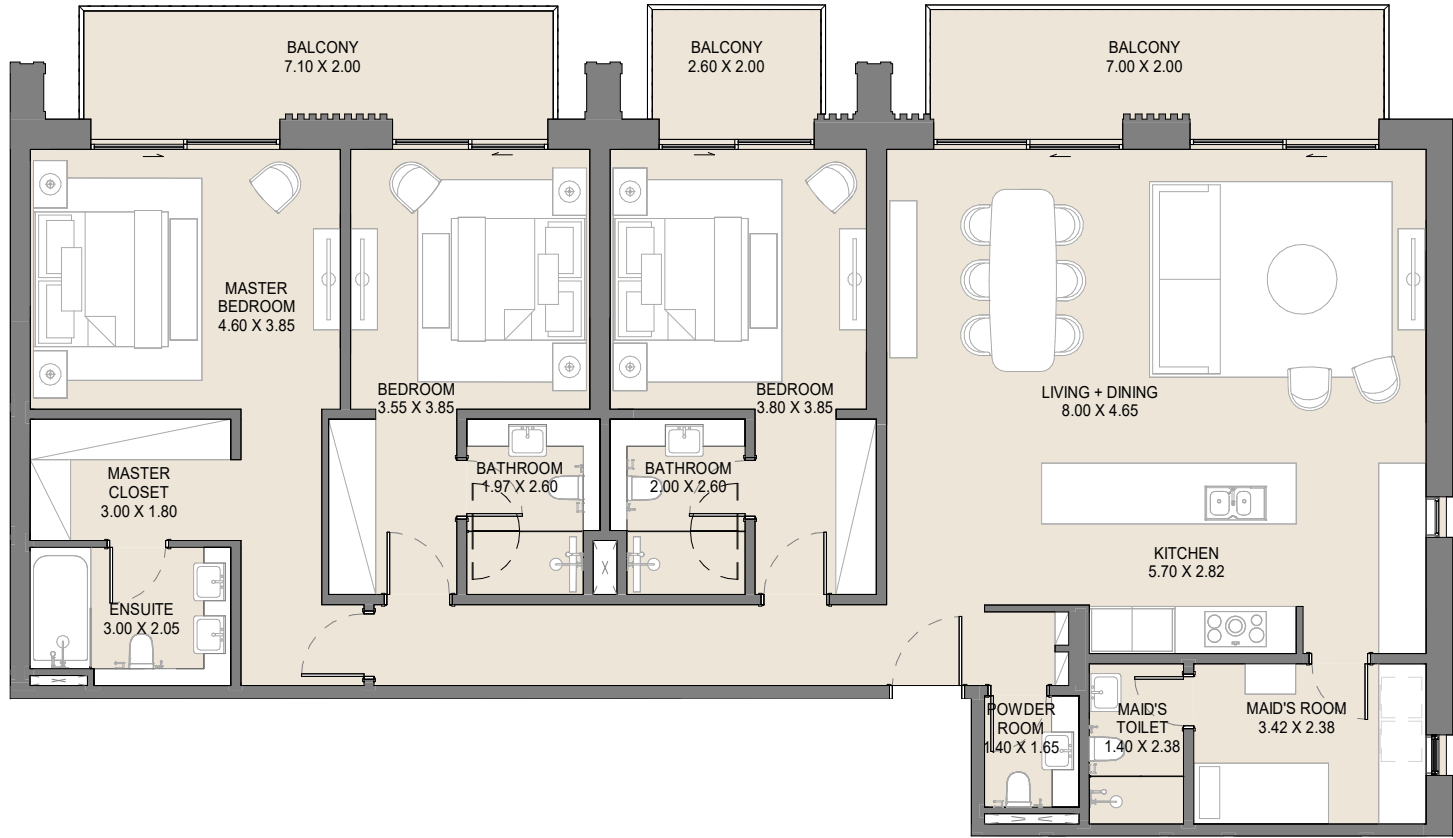 BALCONY
7.10 X 2.00
BALCONY
2.60 X 2.00
BALCONY
7.00 X 2.00
MASTER
BEDROOM
4.60 X 3.85
BEDROOM
3.55 X 3.85
BEDROOM
3.80 X 3.85
LIVING + DINING
8.00 X 4.65
MASTER
CLOSET
3.00 X 1.80
BATHROOM
1.97 X 2.60
BATHROOM
2.00 X 2.60
KITCHEN
5.70 X 2.82
ENSUITE
3.00 X 2.05
POWDER
ROOM
1.40 X 1.65
MAID'S
TOILET
1.40 X 2.38
MAID'S ROOM
3.42 X 2.38